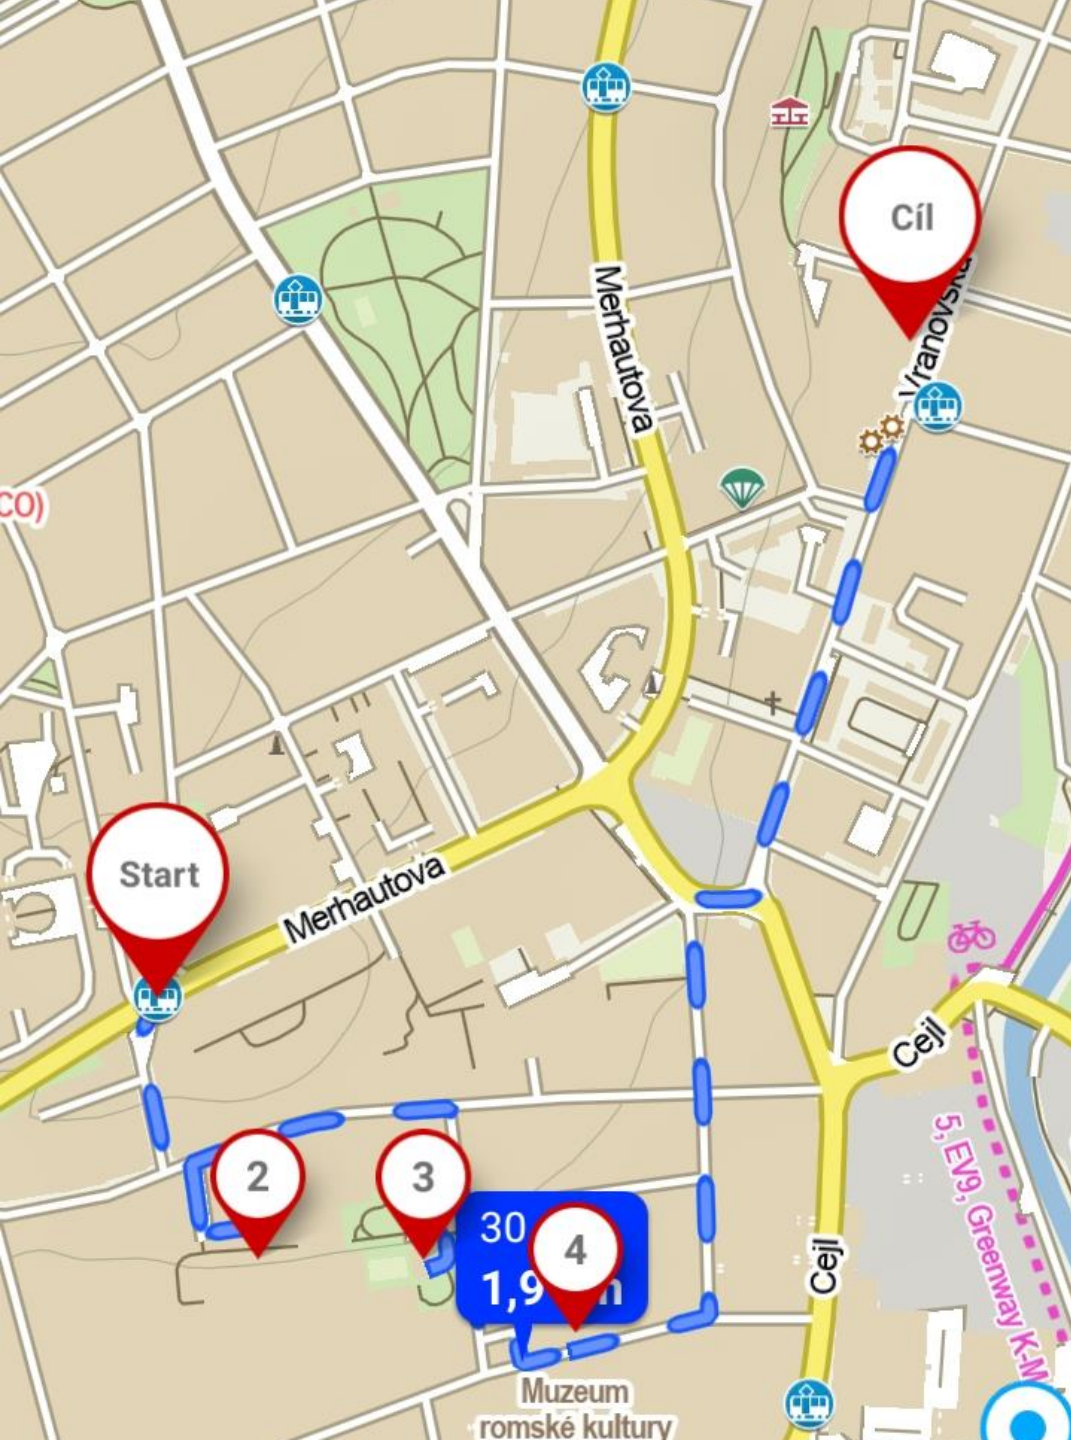 Cíl
Vranovská
Merhautova
CO)
Start
Merhautova
Cejl
2
3
30
4
1,9
5, EV9, Greenway K-M
Cejl
Muzeum
romské kultury